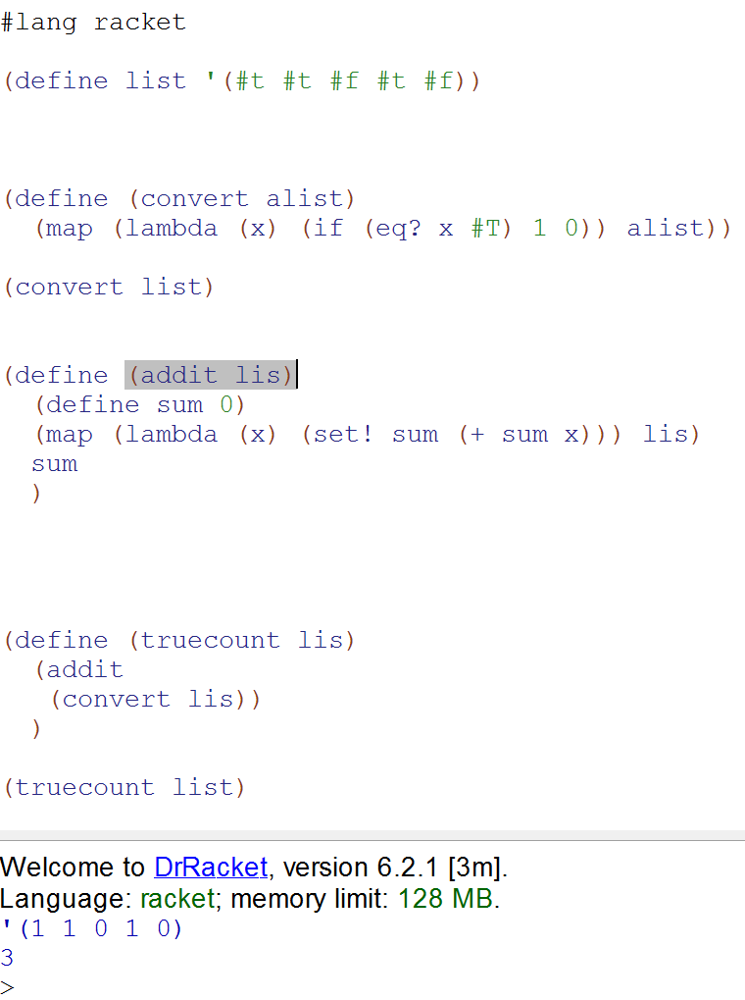 #lang racket
(define list '(#t #t #f #t #f))
(define (convert alist)
(map (lambda (x) (if (eq? x #T) 1 0)) alist))
(convert list)
(define (addit lis)
(define sum 0)
(map (lambda (x) (set! sum (+ sum x))) lis)
sum
)
(define (truecount lis)
(addit
(convert lis))
)
(truecount list)
Welcome to DrRacket, version 6.2.1 [3m].
Language: racket; memory limit: 128 MB.
'(1 1 0 1 0)
3
>